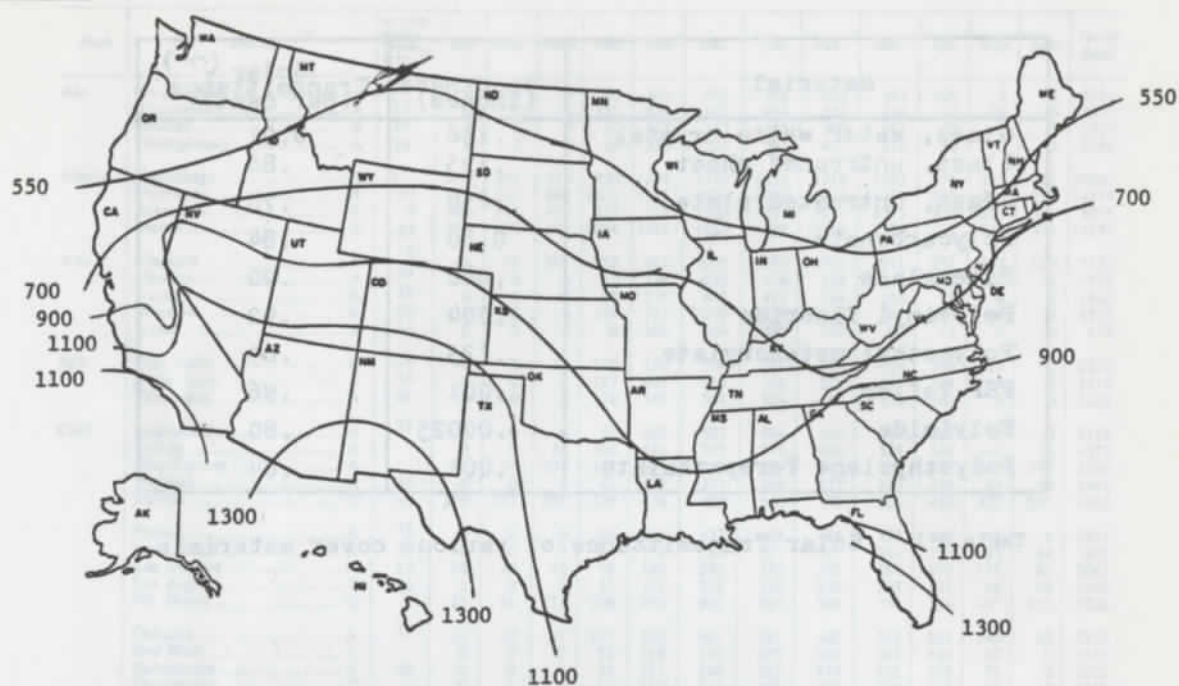 WA
MT
ND
MN
ME
OR
ID
550
VT
NH
WI
SD
WY
NY
MA
MI
550
CT
RI
700
CA
NV
IA
PA
NE
UT
IL
IN
OH
NJ
MD
DE
CO
MO
700
KS
VA
WV
900
KY
1100
AZ
NM
OK
NC
900
1100
TN
AR
TX
MS
AL
GA
SC
LA
AK
1300
FL
1100
HI
1300
1300
1100